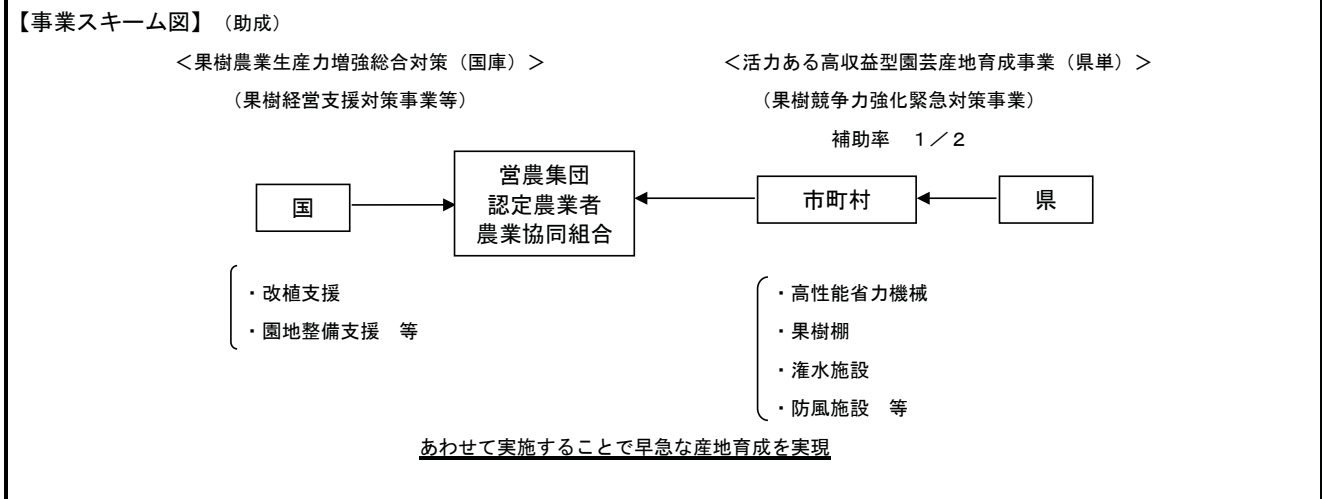 【事業スキーム図】（助成）
＜果樹農業生産力増強総合対策（国庫）＞
（果樹経営支援対策事業等）
＜活力ある高収益型園芸産地育成事業（県単）＞
（果樹競争力強化緊急対策事業）
補助率　１／２
国
営農集団
認定農業者
農業協同組合
市町村
県
・改植支援
・園地整備支援　等
・高性能省力機械
・果樹棚
・潅水施設
・防風施設　等
あわせて実施することで早急な産地育成を実現